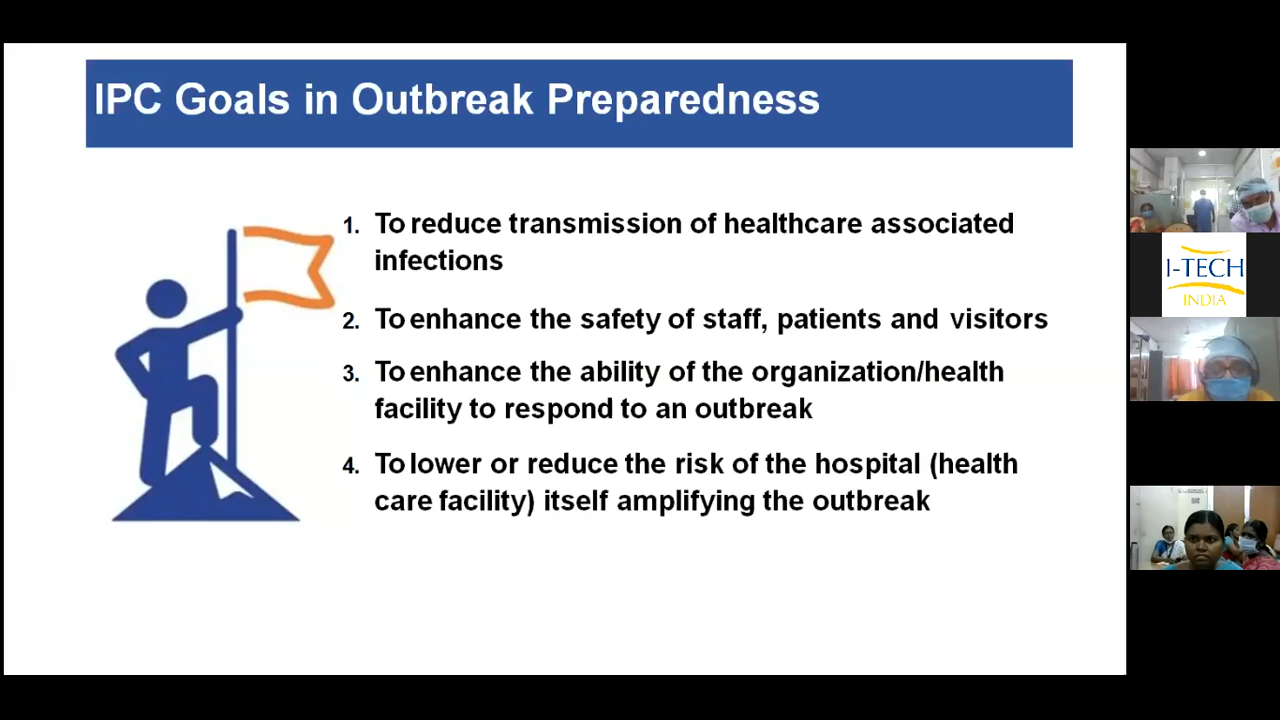 IPC Goals in Outbreak Preparedness
1. To reduce transmission of healthcare associated
infections
2. To enhance the safety of staff, patients and visitors
3. To enhance the ability of the organization/health
facility to respond to an outbreak
4. To lower or reduce the risk of the hospital (health
care facility) itself amplifying the outbreak
I-TECH
INDIA